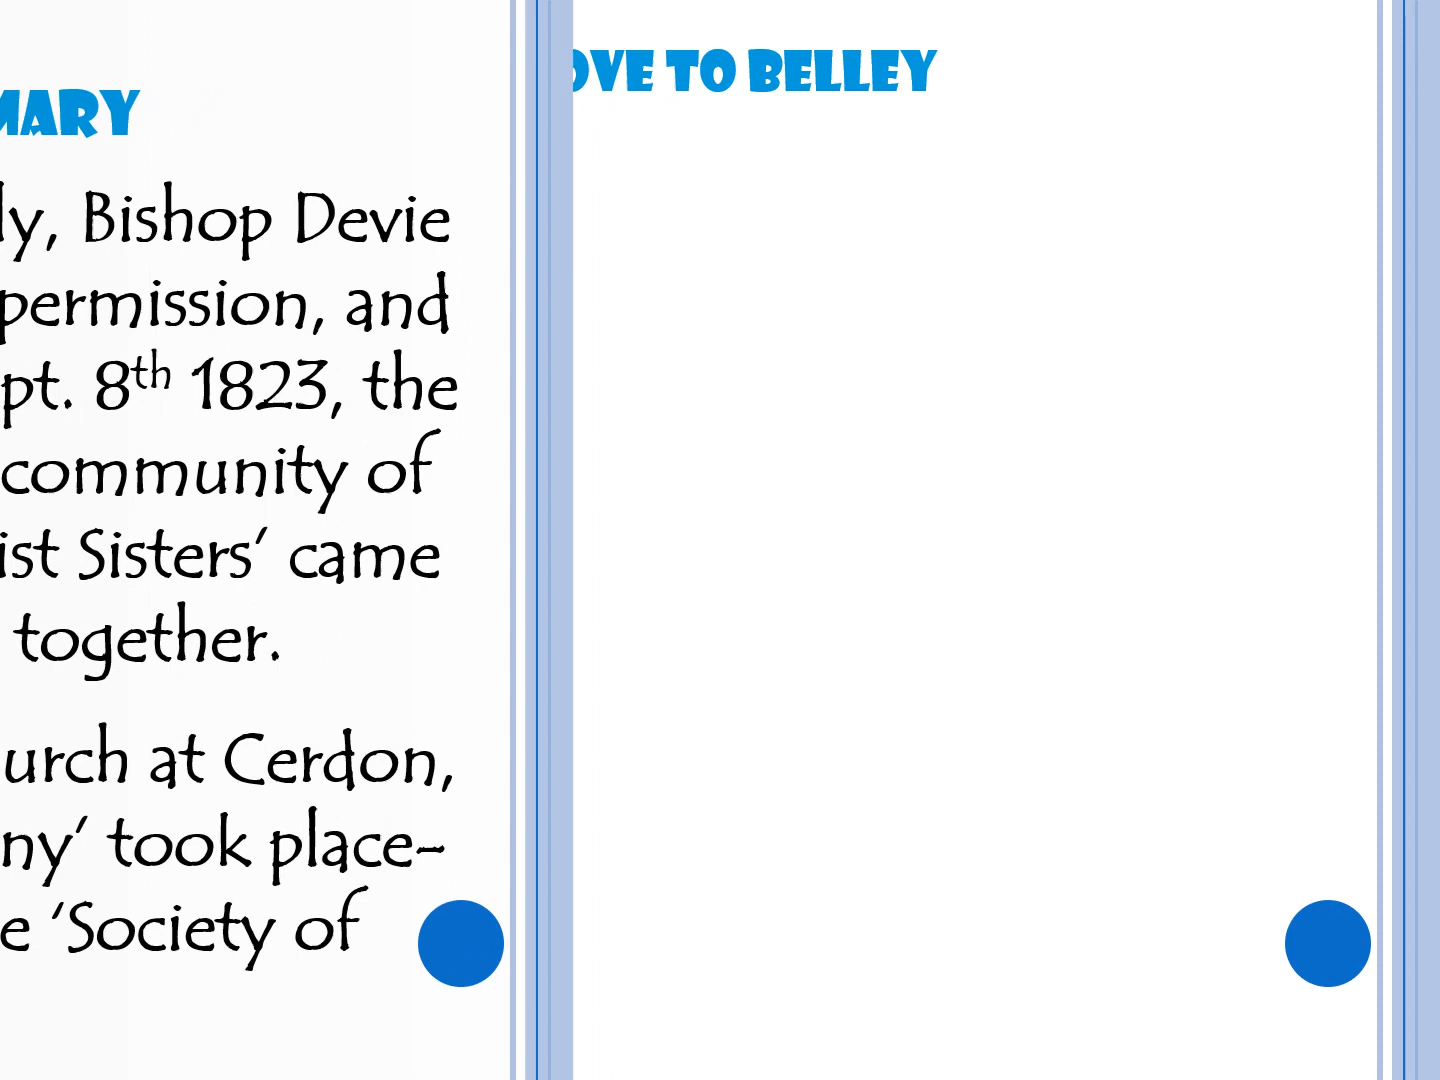 MARY
ly, Bishop Devie
permission, and
pt. 8th 1823, the
community of
ist Sisters’ came
together.
urch at Cerdon,
ny’ took place-
e ‘Society of
OVE TO BELLEY